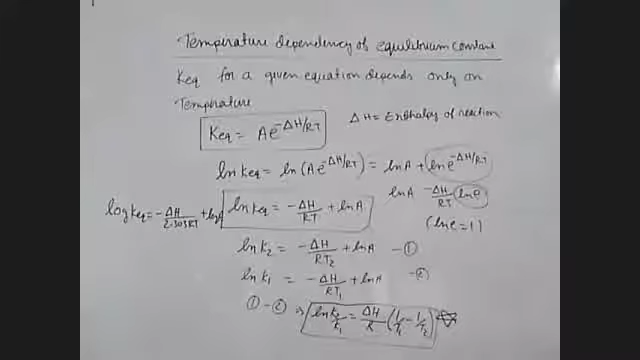 Temperature dependency of equilibrium constant
Keq for a given equation depends only on
Temperature
Keq = Ae^-ΔH/RT ΔH = Enthalpy of reaction
ln Keq = ln (Ae^-ΔH/RT) = lnA + ln e^-ΔH/RT
lnA -ΔH/RT (ln e)
log Keq = -ΔH/2.303RT + logA ln Keq = -ΔH/RT + lnA (ln e = 1)
ln K2 = -ΔH/RT2 + lnA - ①
ln K1 = -ΔH/RT1 + lnA - ②
① - ② ⇒ ln K2/K1 = ΔH/R (1/T1 - 1/T2)